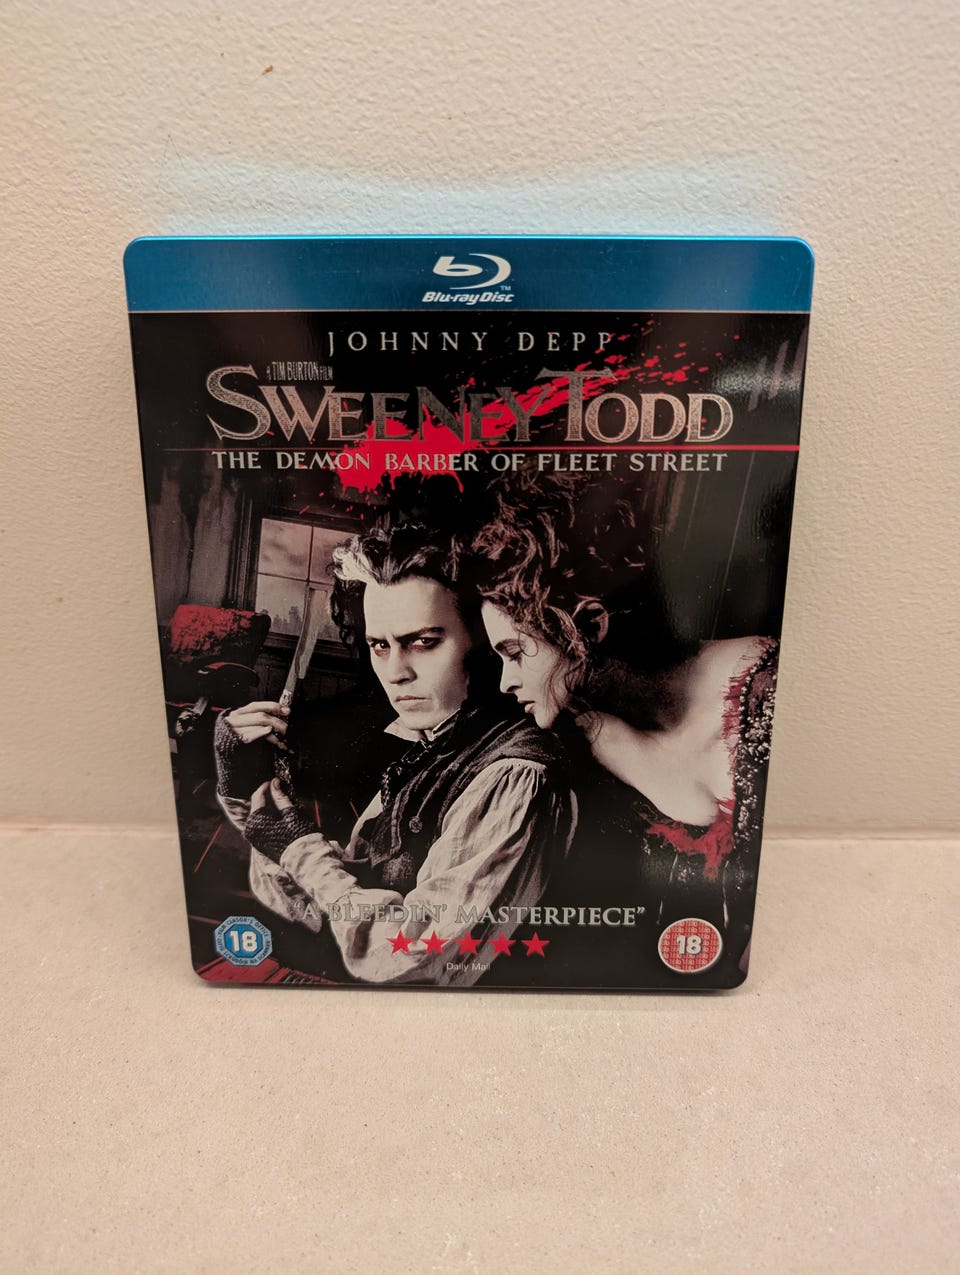 Blu-ray Disc TM
JOHNNY DEPP
A TIM BURTON FILM
SWEENEY TODD
THE DEMON BARBER OF FLEET STREET
"A BLEEDIN' MASTERPIECE"
Daily Mail
18
18